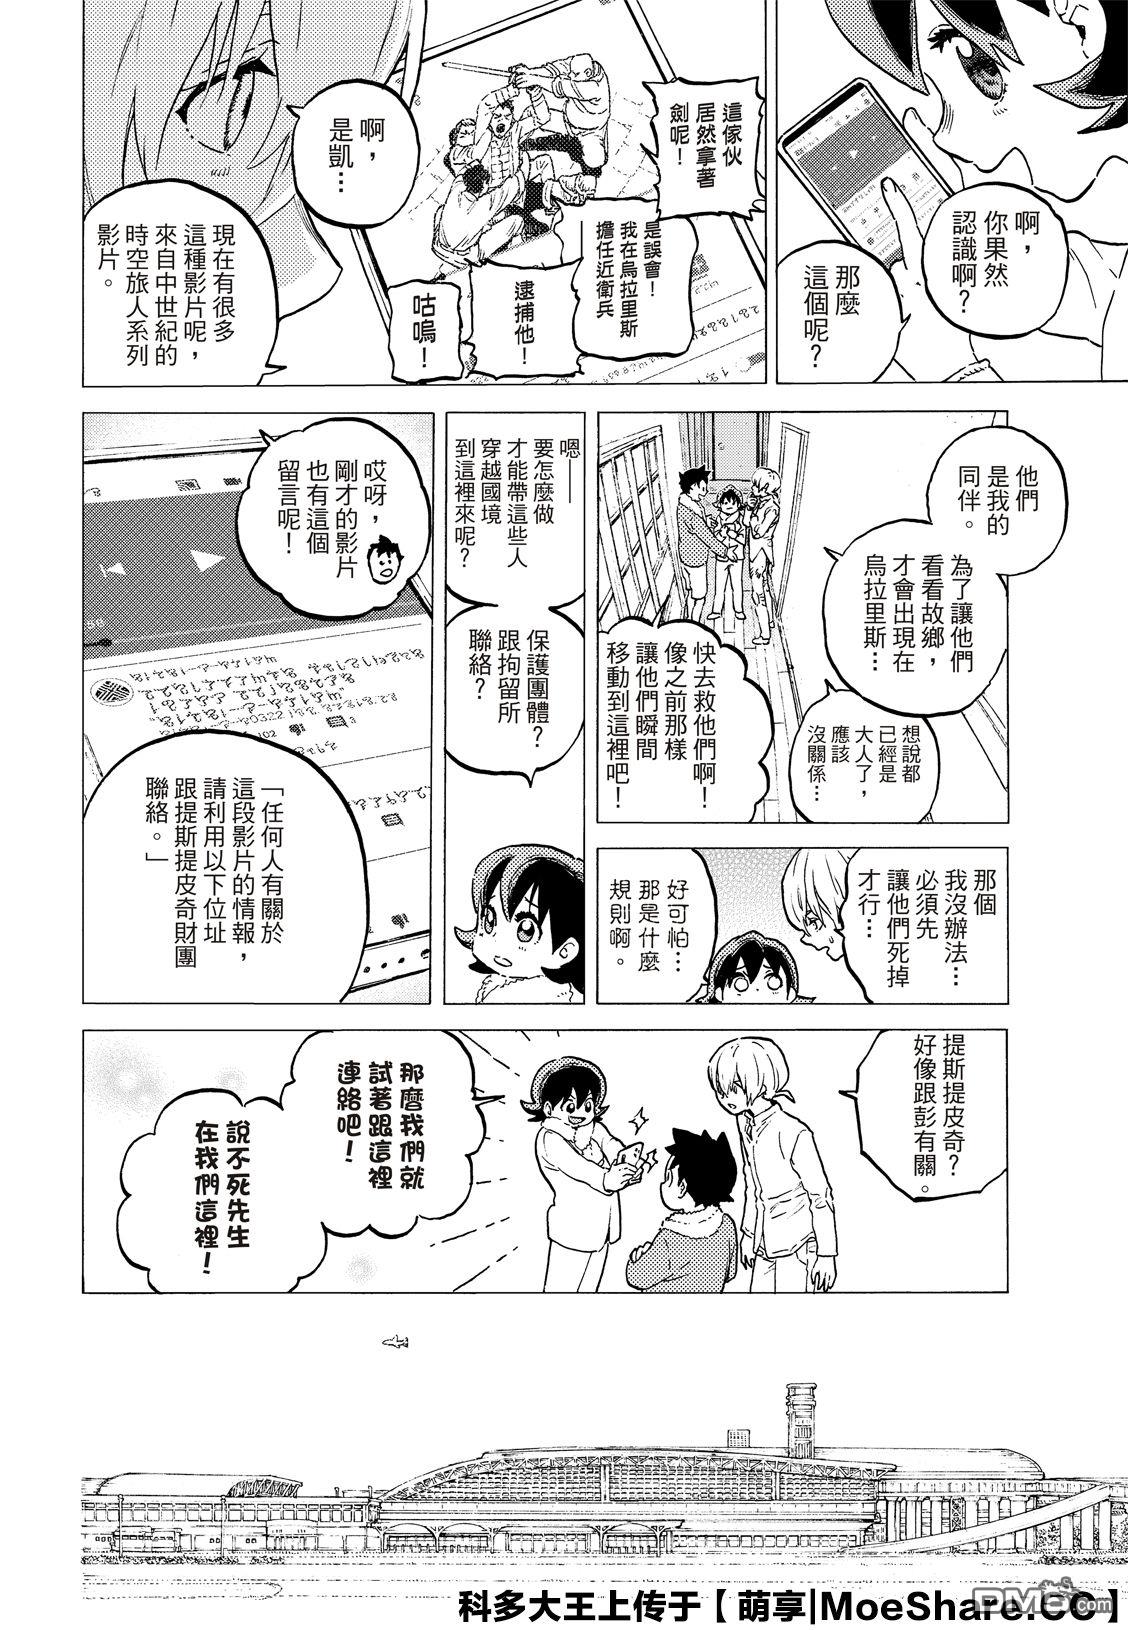 啊，
你果然
認識啊？
那麼
這個呢？
這傢伙
居然拿著
劍呢！
是誤會！
我在烏拉里斯
擔任近衛兵
逮捕他！
咕嗚！
啊，
是凱…
現在有很多
這種影片呢，
來自中世紀的
時空旅人系列
影片。
他們
是我的
同伴。
為了讓他們
看看故鄉，
才會出現在
烏拉里斯…
想說都
已經是
大人了，
應該
沒關係…
快去救他們啊！
像之前那樣
讓他們瞬間
移動到這裡吧！
那個
我沒辦法…
必須先
讓他們死掉
才行…
好可怕…
那是什麼
規則啊。
嗯——
要怎麼做
才能帶這些人
穿越國境
到這裡來呢？
保護團體？
跟拘留所
聯絡？
哎呀，
剛才的影片
也有這個
留言呢！
「任何人有關於
這段影片的情報，
請利用以下位址
跟提斯提皮奇財團
聯絡。」
提斯提皮奇？
好像跟彭有關。
那麼我們就
試著跟這裡
連絡吧！
說不死先生
在我們這裡！
科多大王上传于【萌享|MoeShare.CC】